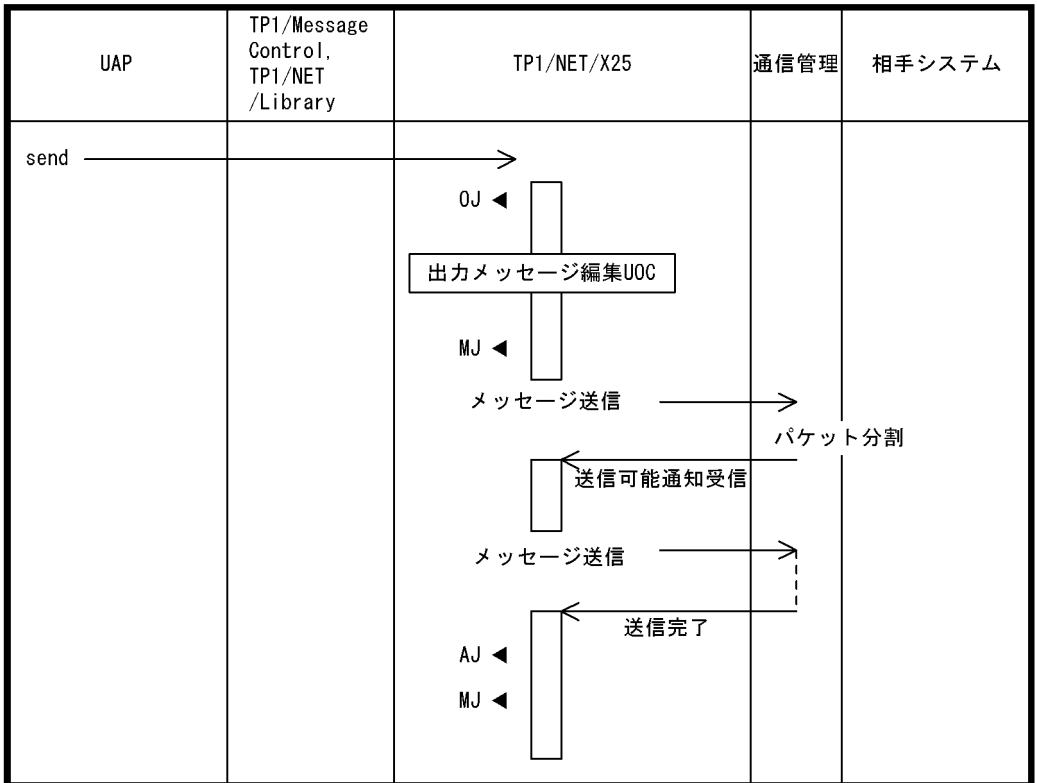 UAP
TP1/Message
Control,
TP1/NET
/Library
TP1/NET/X25
通信管理
相手システム
send
OJ
出力メッセージ編集UOC
MJ
メッセージ送信
パケット分割
送信可能通知受信
メッセージ送信
送信完了
AJ
MJ